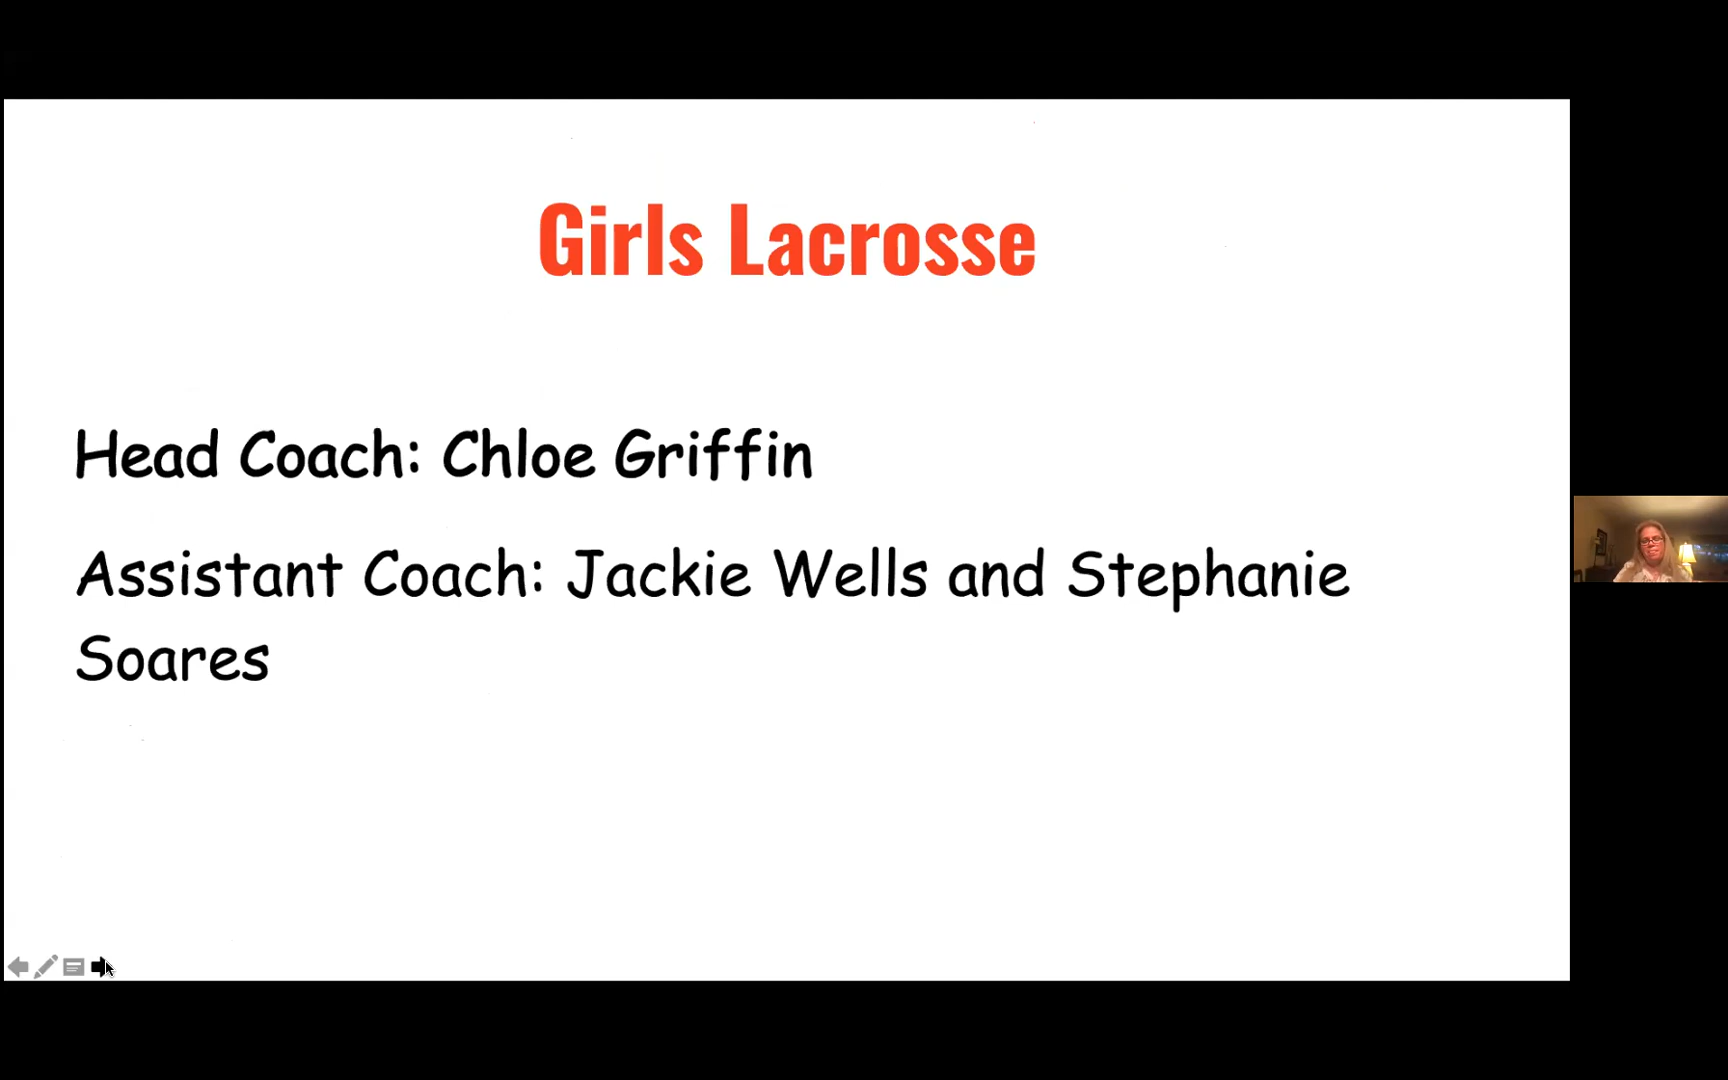 Girls Lacrosse
Head Coach: Chloe Griffin
Assistant Coach: Jackie Wells and Stephanie
Soares